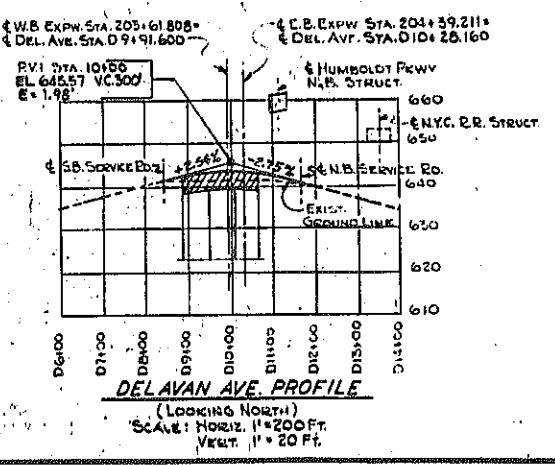 ℄ W.B. EXPW. STA. 203+61.808=
℄ DEL. AVE. STA. D9+91.600
℄ E.B. EXPW STA. 204+39.211=
℄ DEL. AVE. STA. D10+28.160
P.V.I STA. 10+00
EL 645.57 V.C. 300'
E= 1.98'
℄ HUMBOLDT PKWY
N.B. STRUCT.
660
℄ N.Y.C. R.R. STRUCT.
650
℄ S.B. SERVICE RD.
+2.54%
-2.75%
℄ N.B. SERVICE RD.
640
EXIST.
GROUND LINE
630
620
610
D6+00
D7+00
D8+00
D9+00
D10+00
D11+00
D12+00
D13+00
D14+00
DELAVAN AVE. PROFILE
(LOOKING NORTH)
SCALE: HORIZ. 1"=200 FT.
VERT. 1"=20 FT.